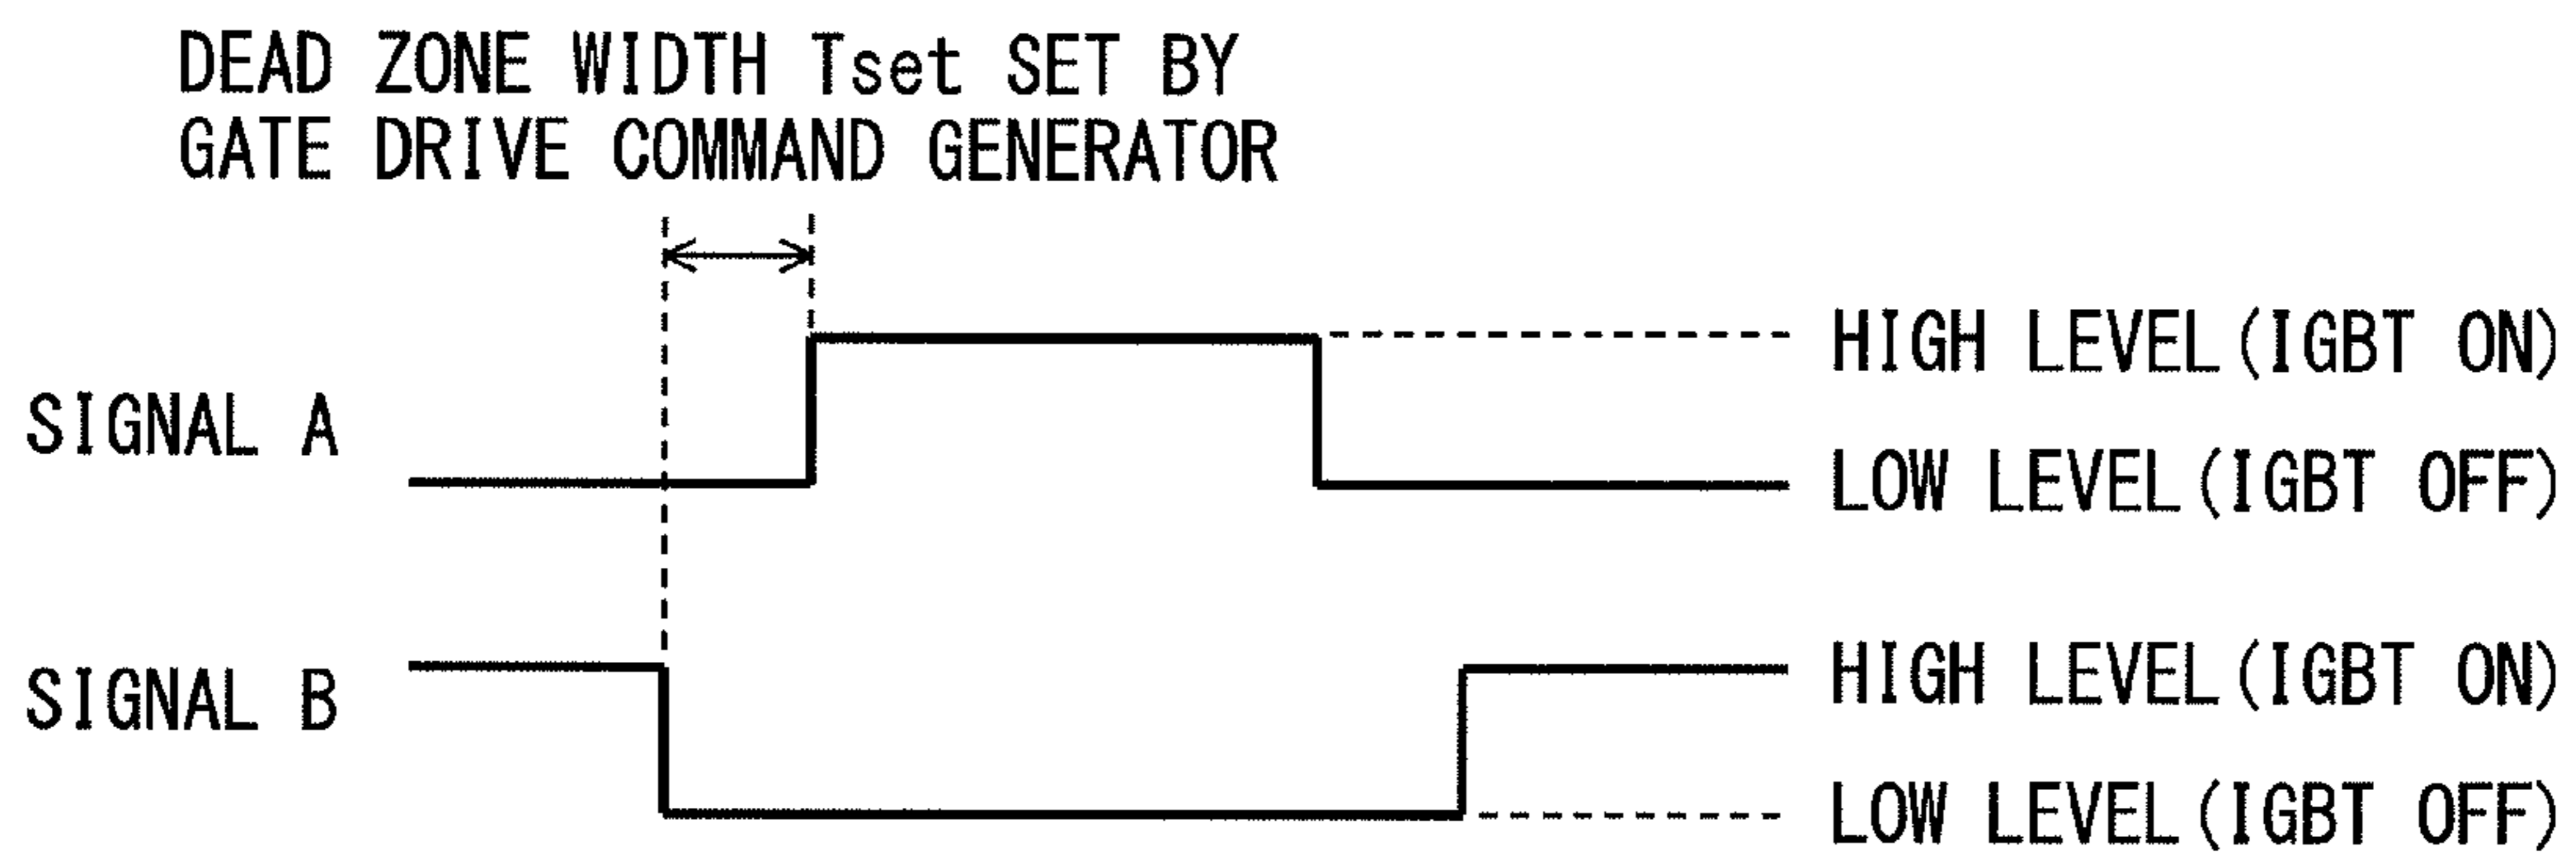 DEAD ZONE WIDTH Tset SET BY
GATE DRIVE COMMAND GENERATOR
HIGH LEVEL(IGBT ON)
SIGNAL A
LOW LEVEL(IGBT OFF)
HIGH LEVEL(IGBT ON)
SIGNAL B
LOW LEVEL(IGBT OFF)